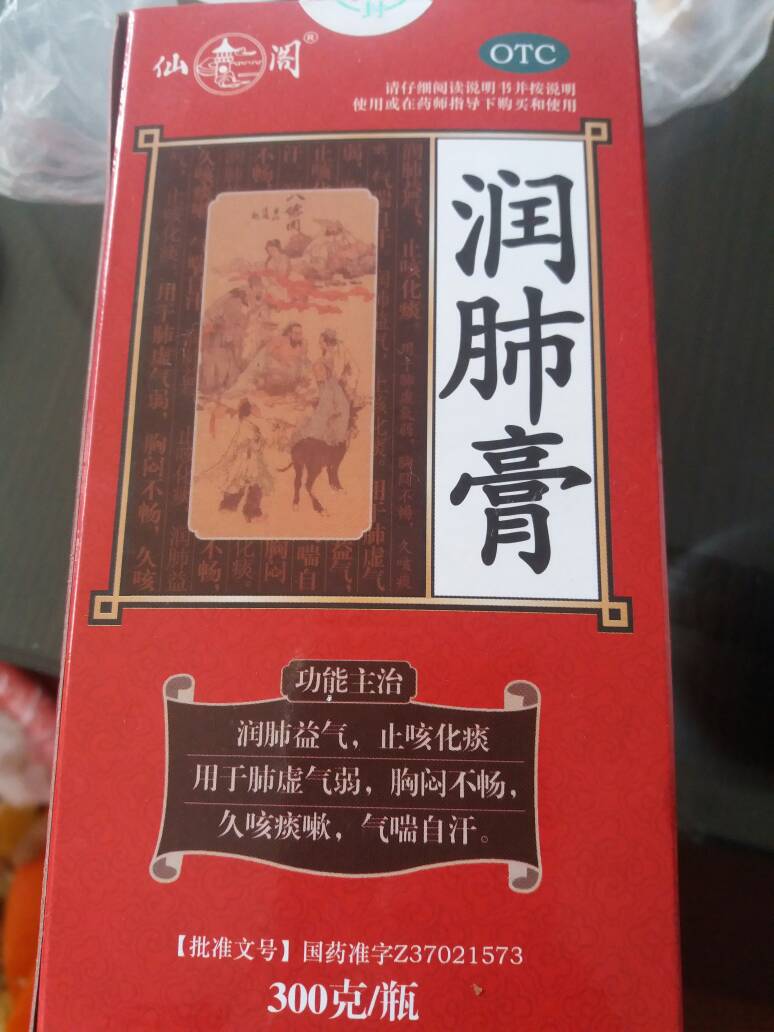 仙阁®
OTC
请仔细阅读说明书并按说明
使用或在药师指导下购买和使用
润肺膏
八仙图
功能主治
润肺益气，止咳化痰
用于肺虚气弱，胸闷不畅，
久咳痰嗽，气喘自汗。
【批准文号】国药准字Z37021573
300克/瓶